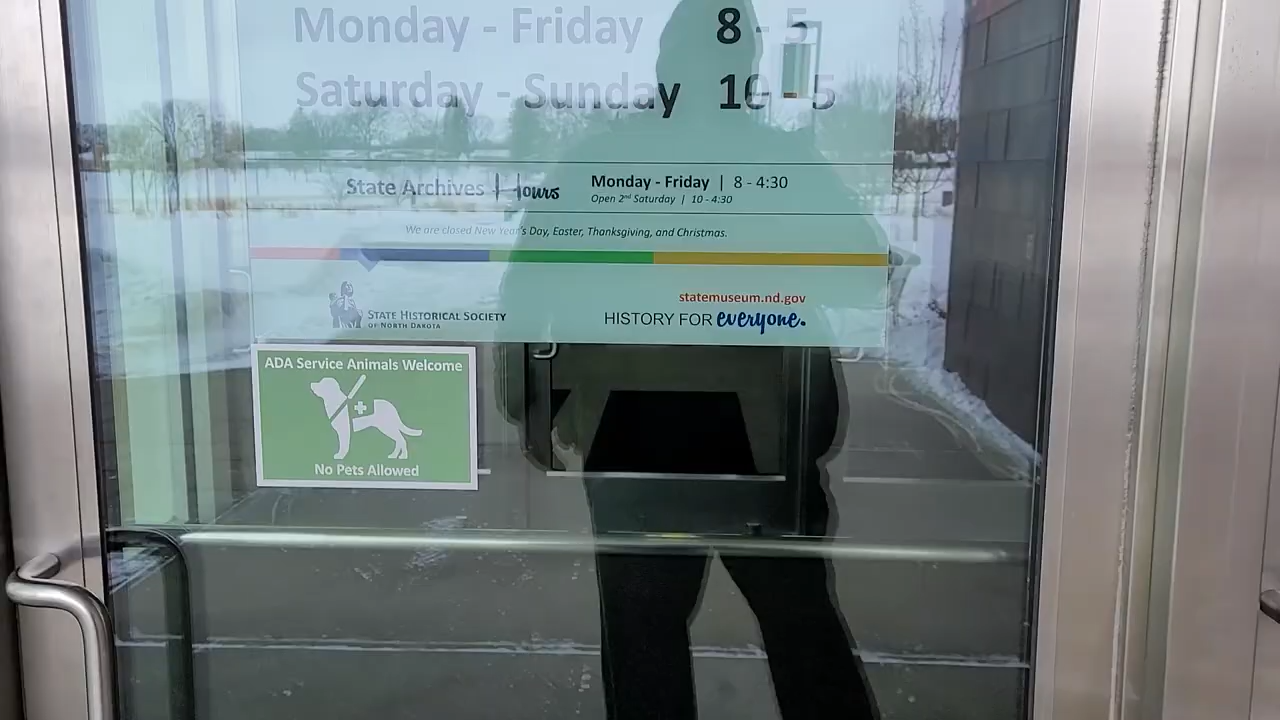 Monday - Friday 8 - 5
Saturday - Sunday 10 - 5
State Archives Hours Monday - Friday | 8 - 4:30
Open 2nd Saturday | 10 - 4:30
We are closed New Year's Day, Easter, Thanksgiving, and Christmas.
statemuseum.nd.gov
STATE HISTORICAL SOCIETY
OF NORTH DAKOTA
HISTORY FOR everyone.
ADA Service Animals Welcome
No Pets Allowed